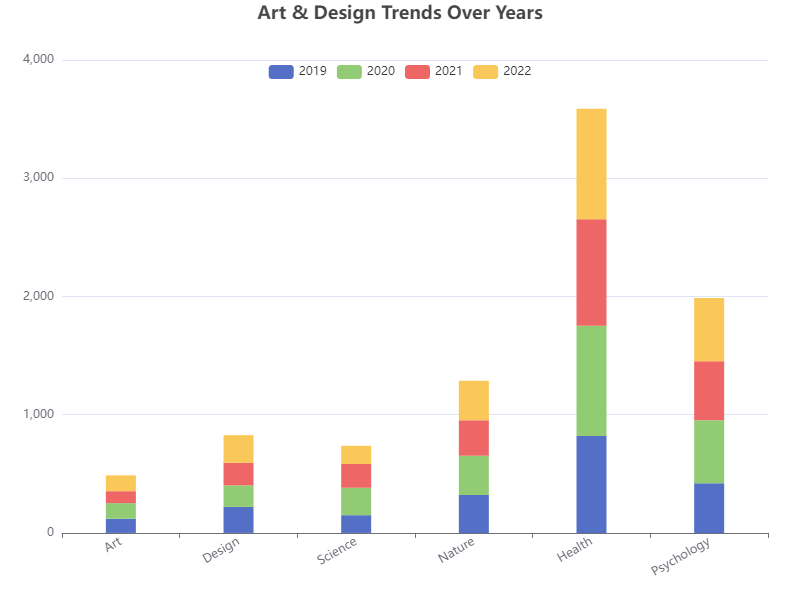 Art & Design Trends Over Years
2019 2020 2021 2022
4,000
3,000
2,000
1,000
0
Art Design Science Nature Health Psychology